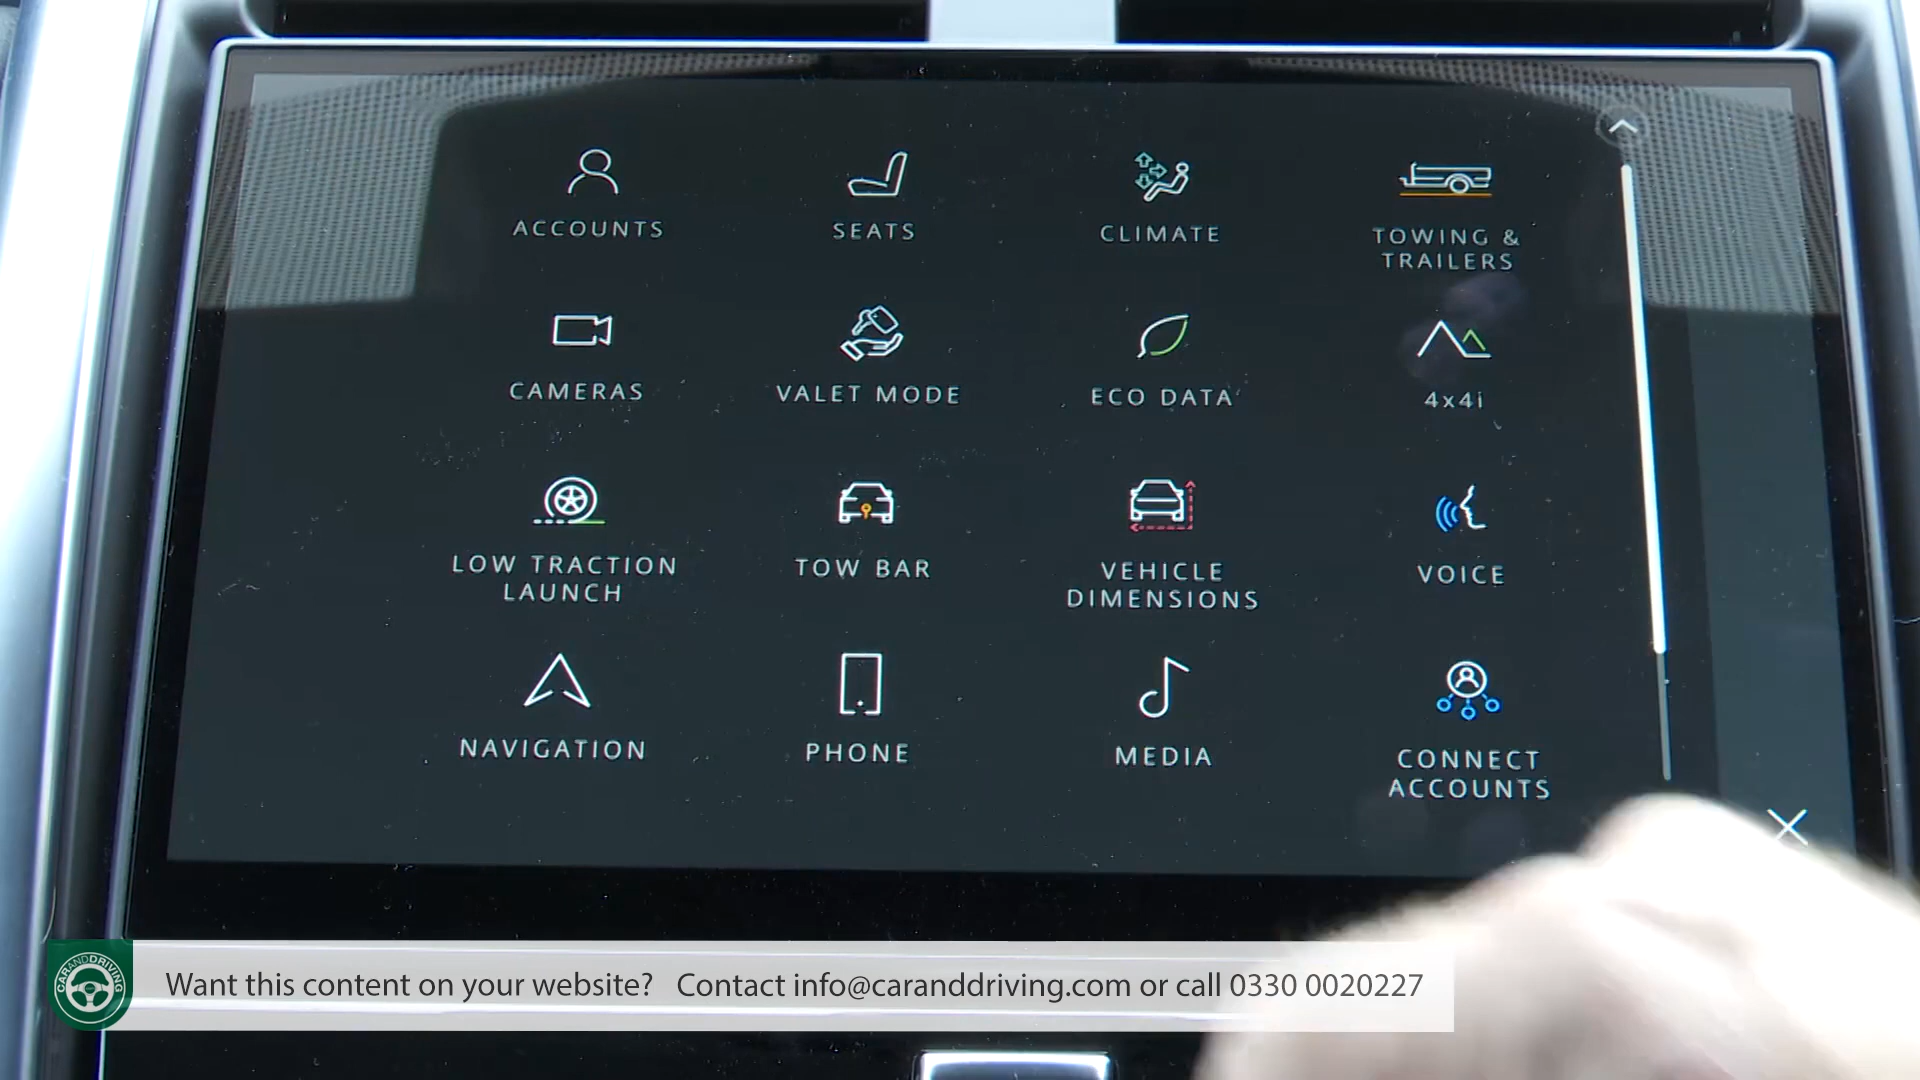 ACCOUNTS
SEATS
CLIMATE
TOWING &
TRAILERS
CAMERAS
VALET MODE
ECO DATA
4x4i
LOW TRACTION
LAUNCH
TOW BAR
VEHICLE
DIMENSIONS
VOICE
NAVIGATION
PHONE
MEDIA
CONNECT
ACCOUNTS
CARANDDRIVING
Want this content on your website? Contact info@caranddriving.com or call 0330 0020227